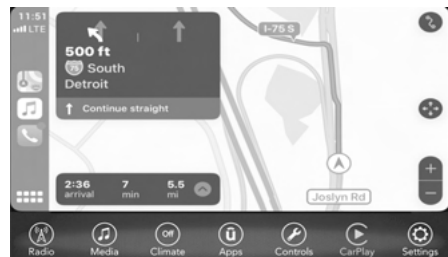 11:51
LTE
500 ft
75 South
Detroit
Continue straight
2:36 7 5.5
arrival min mi
I-75 S
Joslyn Rd
+
−
Off
ū
Radio Media Climate Apps Controls CarPlay Settings